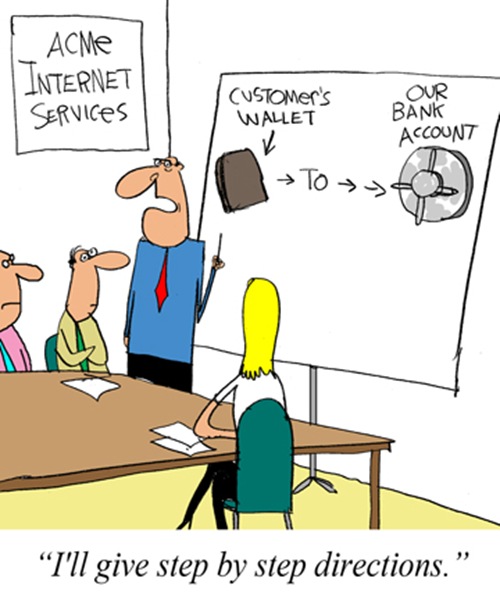 ACMe
INTERNET
SERVICes
CUSTOMer's
WALLET
OUR
BANK
ACCOUNT
→ TO → →
“I'll give step by step directions.”